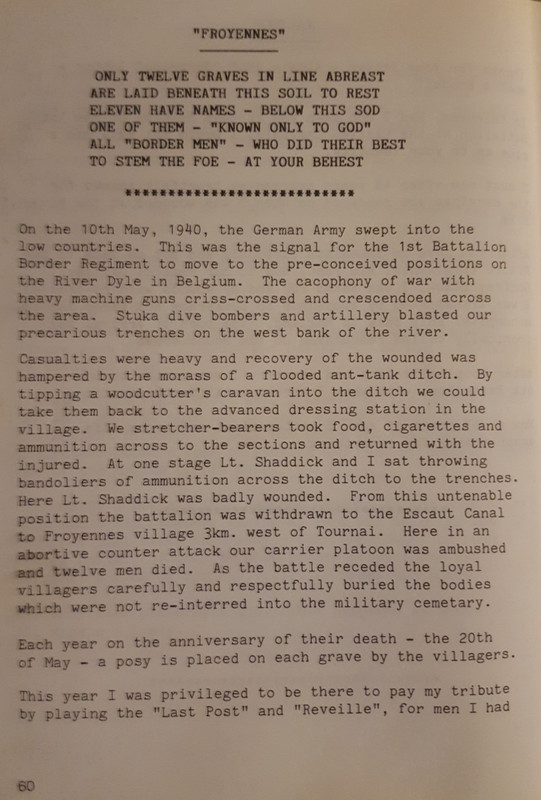 "FROYENNES"
ONLY TWELVE GRAVES IN LINE ABREAST
ARE LAID BENEATH THIS SOIL TO REST
ELEVEN HAVE NAMES - BELOW THIS SOD
ONE OF THEM - "KNOWN ONLY TO GOD"
ALL "BORDER MEN" - WHO DID THEIR BEST
TO STEM THE FOE - AT YOUR BEHEST
**************************
On the 10th May, 1940, the German Army swept into the
low countries. This was the signal for the 1st Battalion
Border Regiment to move to the pre-conceived positions on
the River Dyle in Belgium. The cacophony of war with
heavy machine guns criss-crossed and crescendoed across
the area. Stuka dive bombers and artillery blasted our
precarious trenches on the west bank of the river.
Casualties were heavy and recovery of the wounded was
hampered by the morass of a flooded ant-tank ditch. By
tipping a woodcutter's caravan into the ditch we could
take them back to the advanced dressing station in the
village. We stretcher-bearers took food, cigarettes and
ammunition across to the sections and returned with the
injured. At one stage Lt. Shaddick and I sat throwing
bandoliers of ammunition across the ditch to the trenches.
Here Lt. Shaddick was badly wounded. From this untenable
position the battalion was withdrawn to the Escaut Canal
to Froyennes village 3km. west of Tournai. Here in an
abortive counter attack our carrier platoon was ambushed
and twelve men died. As the battle receded the loyal
villagers carefully and respectfully buried the bodies
which were not re-interred into the military cemetary.
Each year on the anniversary of their death - the 20th
of May - a posy is placed on each grave by the villagers.
This year I was privileged to be there to pay my tribute
by playing the "Last Post" and "Reveille", for men I had
60